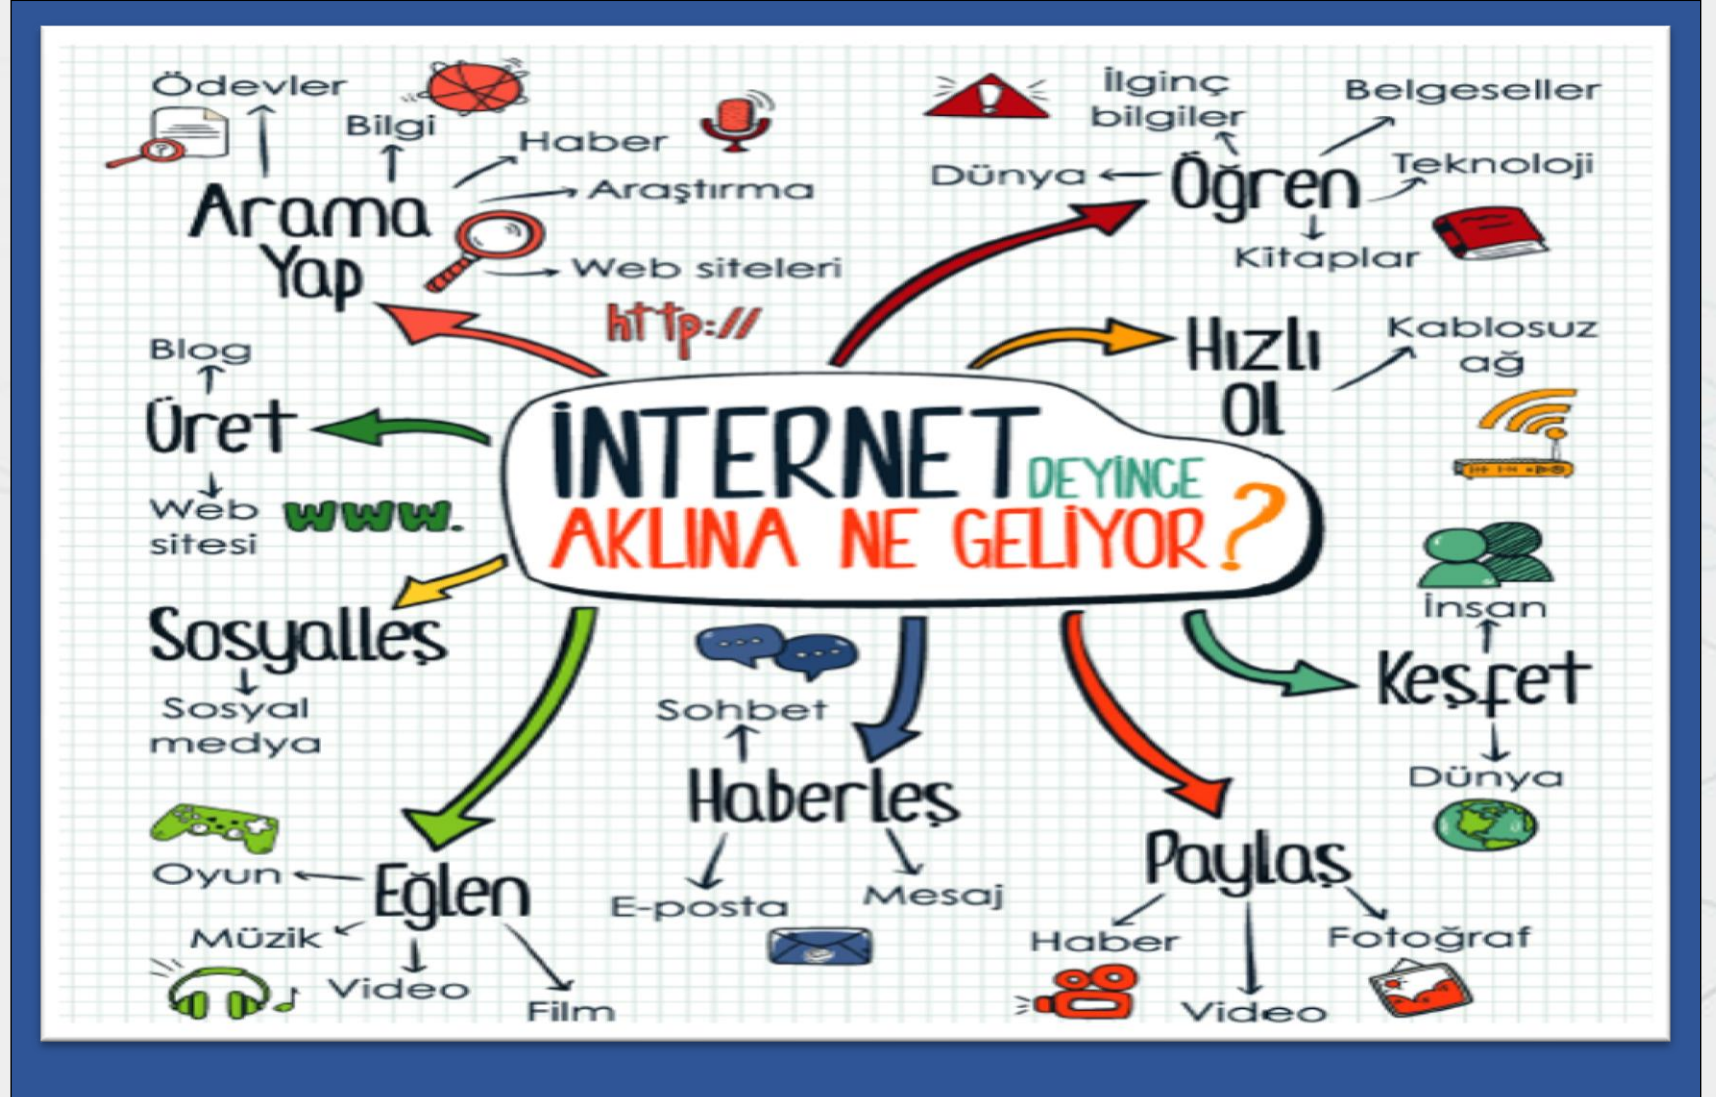 Ödevler
Bilgi
Haber
Araştırma
Arama
Yap
Web siteleri
http://
İlginç
bilgiler
Belgeseller
Dünya
Öğren
Teknoloji
Kitaplar
Hızlı
Ol
Kablosuz
ağ
Blog
Üret
Web
sitesi
www.
İNTERNET DEYİNCE
AKLINA NE GELİYOR?
Sosyalleş
Sosyal
medya
İnsan
Keşfet
Dünya
Sohbet
Haberleş
E-posta
Mesaj
Oyun
Eğlen
Müzik
Video
Film
Paylaş
Haber
Fotoğraf
Video